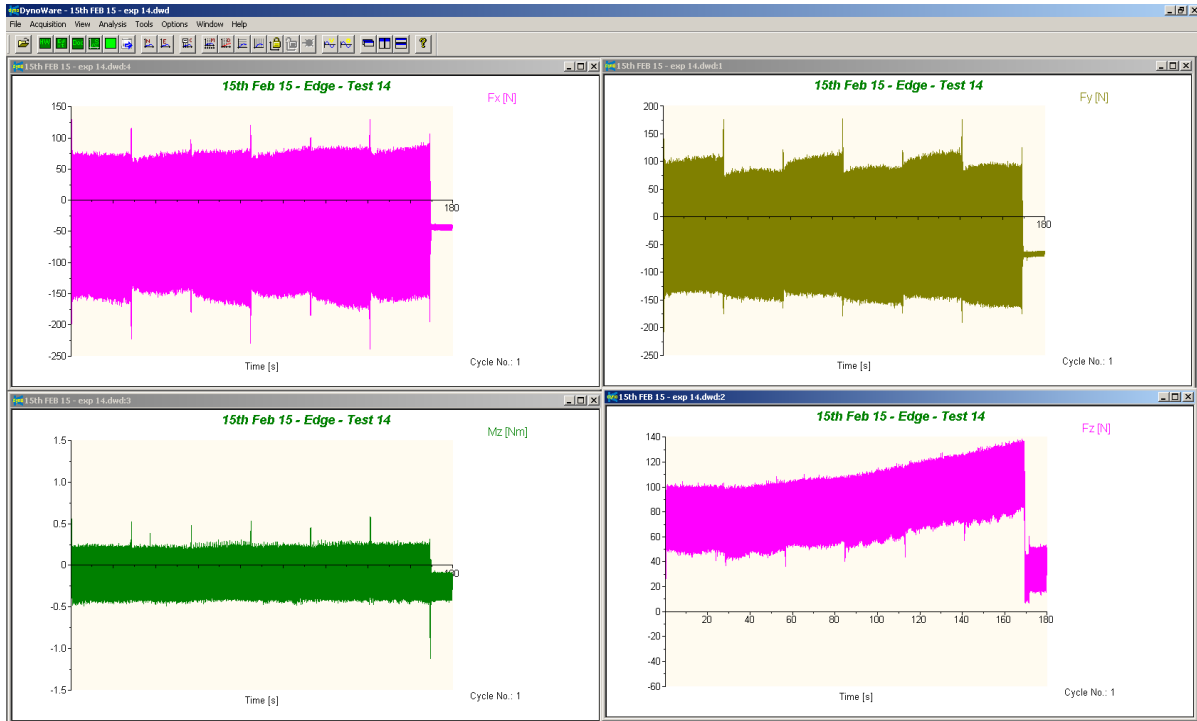 DynoWare - 15th FEB 15 - exp 14.dwd
File Acquisition View Analysis Tools Options Window Help
15th FEB 15 - exp 14.dwd:4
15th Feb 15 - Edge - Test 14
Fx [N]
150
100
50
0
-50
-100
-150
-200
-250
180
Time [s]
Cycle No.: 1
15th FEB 15 - exp 14.dwd:1
15th Feb 15 - Edge - Test 14
Fy [N]
200
150
100
50
0
-50
-100
-150
-200
-250
180
Time [s]
Cycle No.: 1
15th FEB 15 - exp 14.dwd:3
15th Feb 15 - Edge - Test 14
Mz [Nm]
1.5
1.0
0.5
0
-0.5
-1.0
-1.5
180
Time [s]
Cycle No.: 1
15th FEB 15 - exp 14.dwd:2
15th Feb 15 - Edge - Test 14
Fz [N]
140
120
100
80
60
40
20
0
-20
-40
-60
20 40 60 80 100 120 140 160 180
Time [s]
Cycle No.: 1